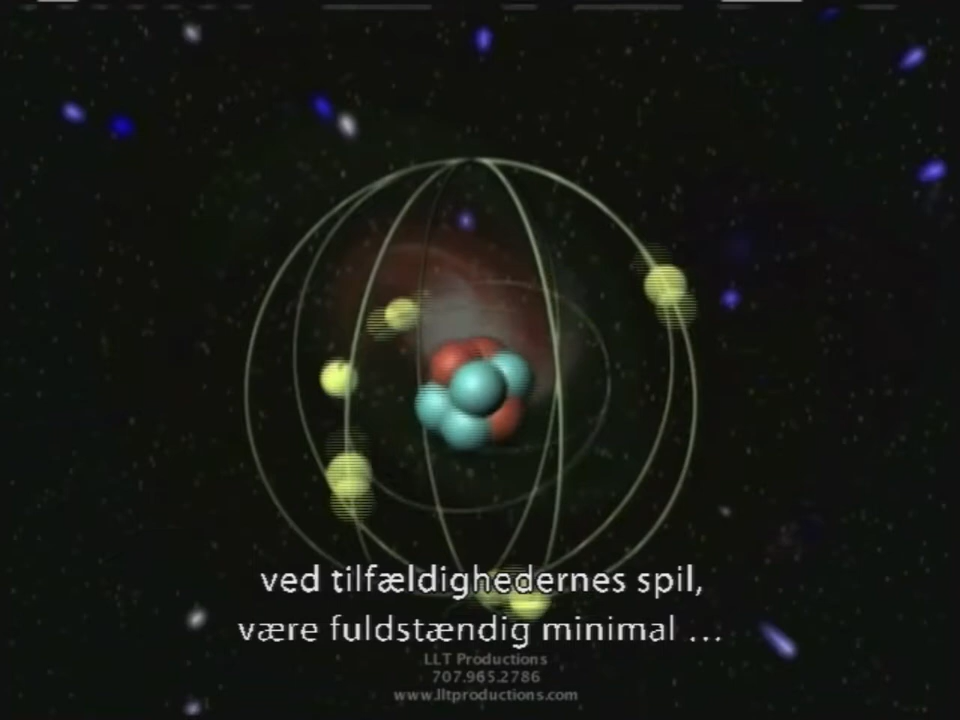 ved tilfældighedernes spil,
være fuldstændig minimal ...
LLT Productions
707.965.2786
www.lltproductions.com